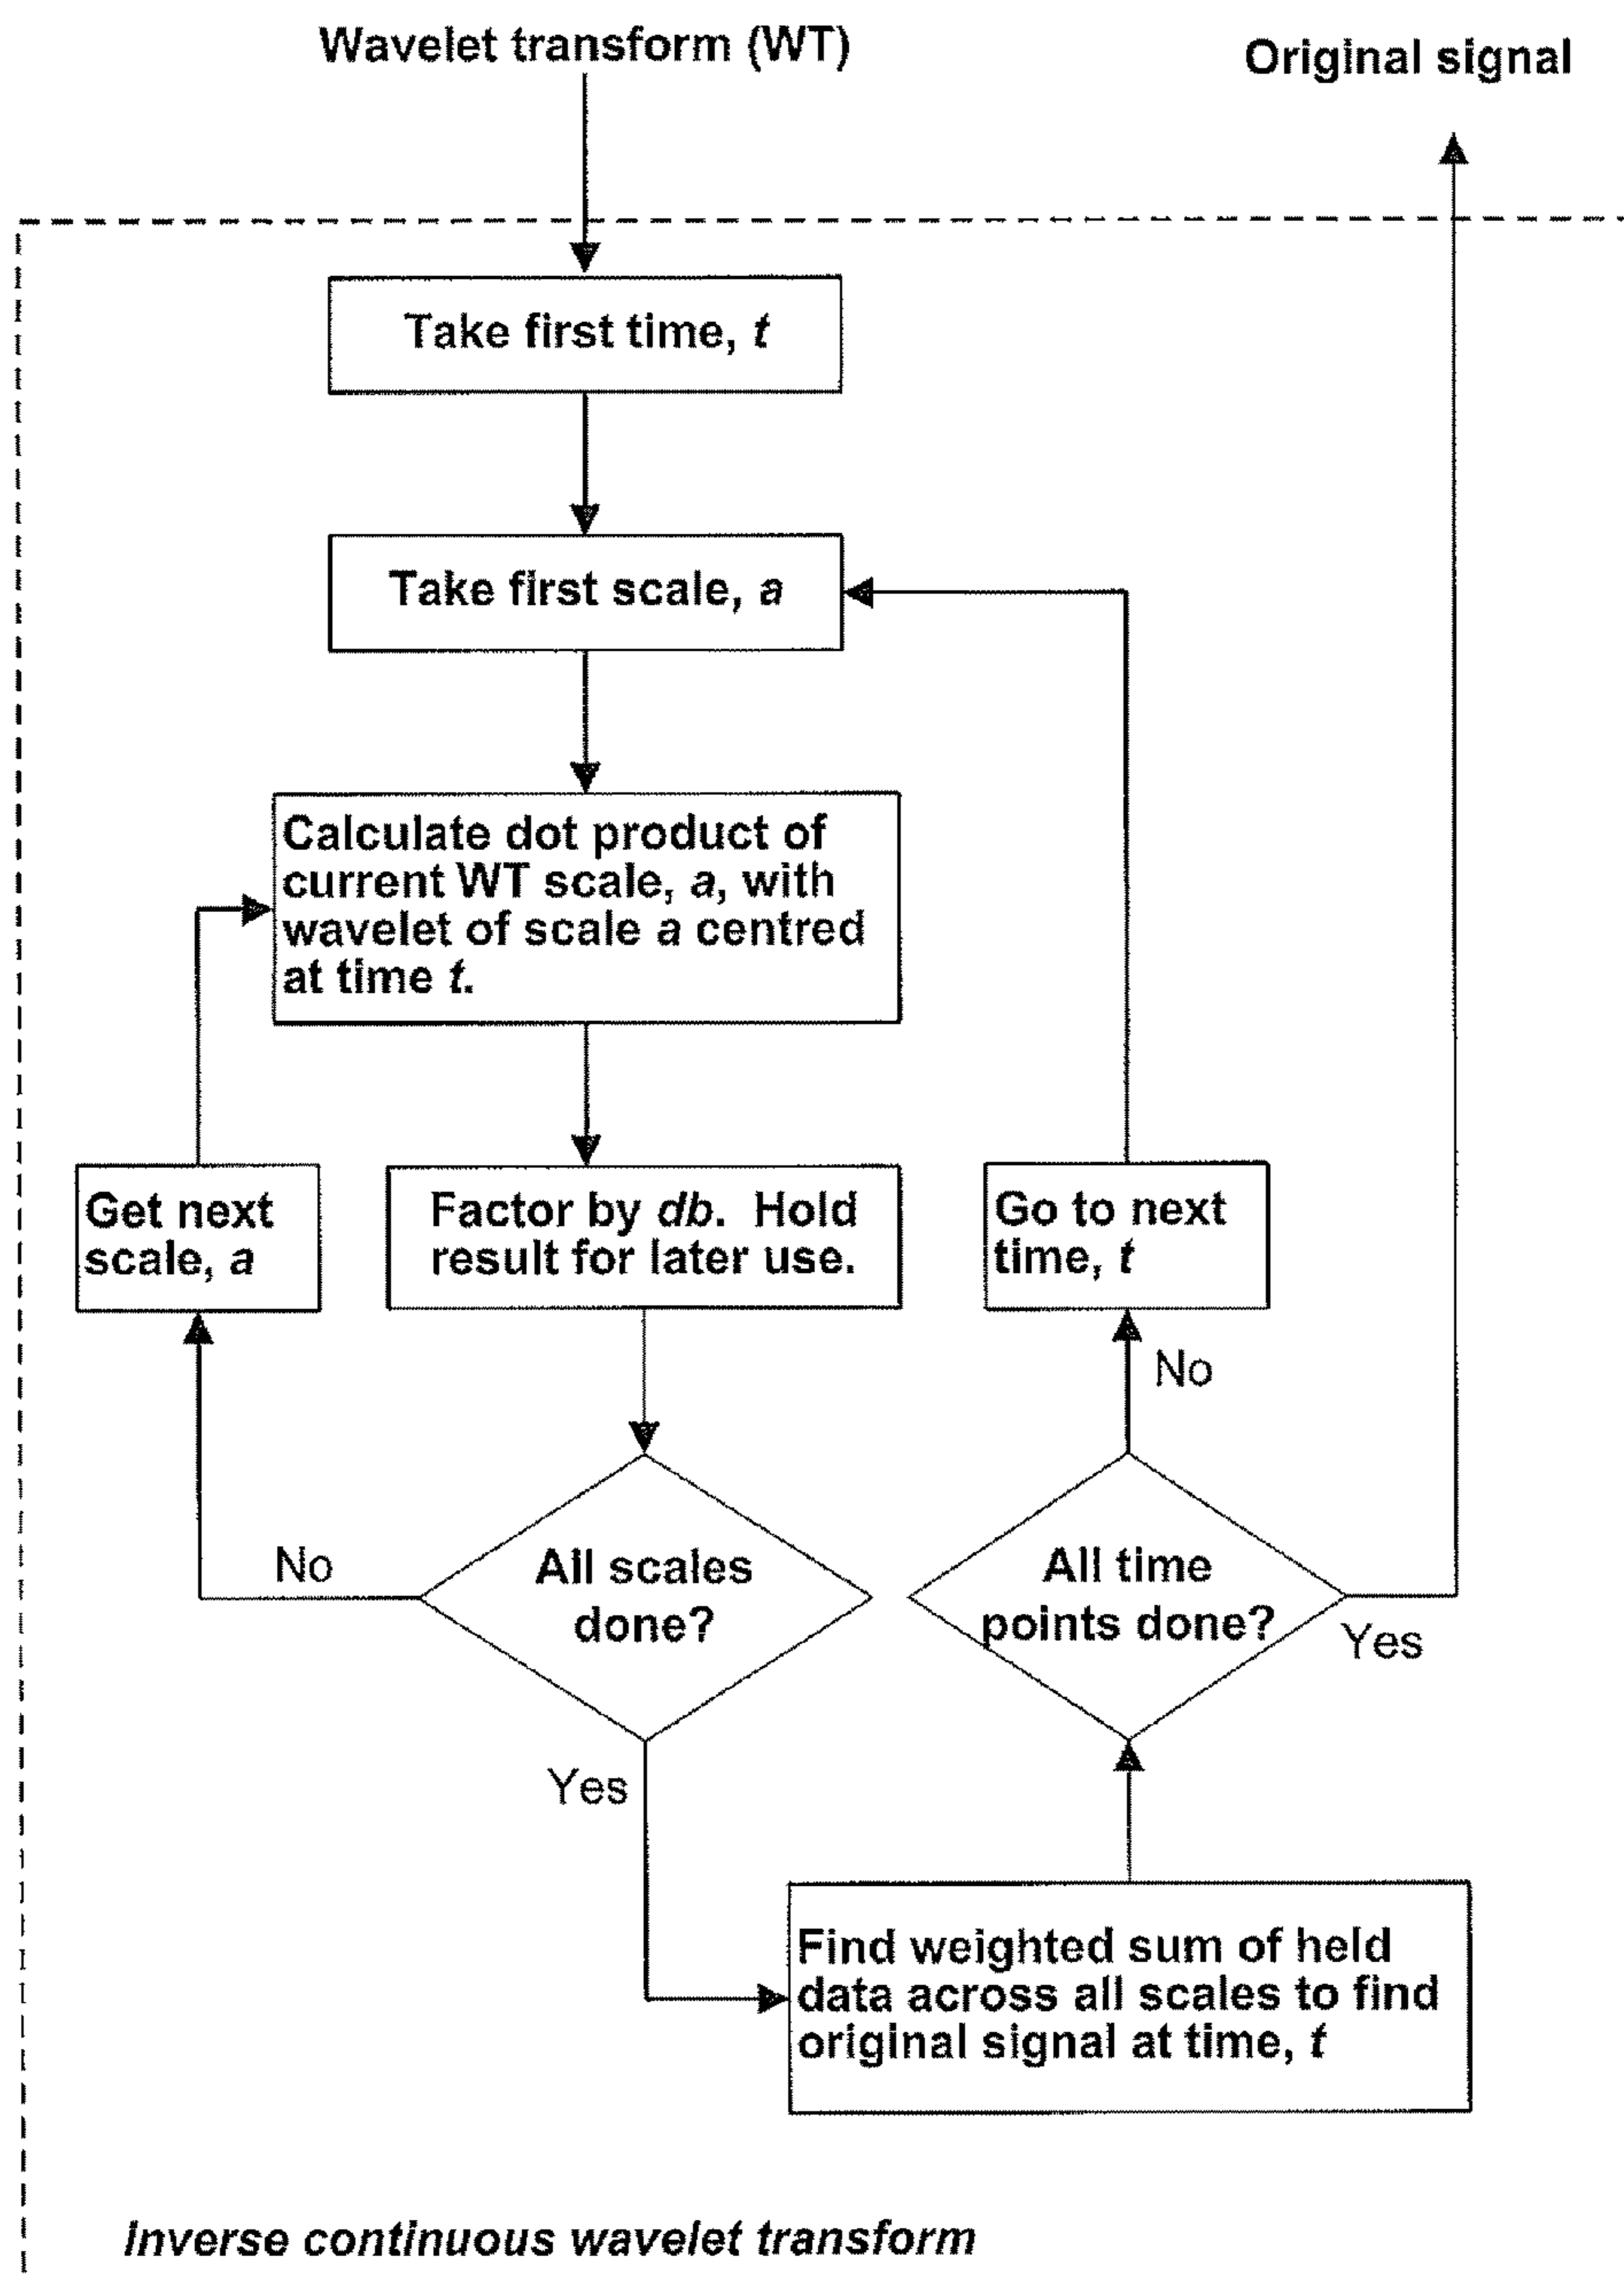 Wavelet transform (WT)
Original signal
Take first time, t
Take first scale, a
Calculate dot product of
current WT scale, a, with
wavelet of scale a centred
at time t.
Get next
scale, a
Factor by db. Hold
result for later use.
Go to next
time, t
No
No
All scales
done?
All time
points done?
Yes
Yes
Find weighted sum of held
data across all scales to find
original signal at time, t
Inverse continuous wavelet transform